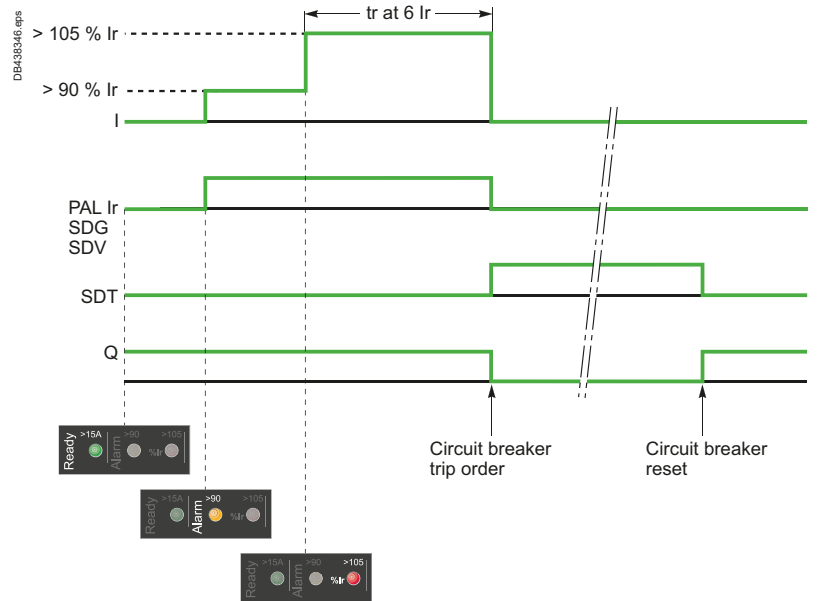 DB438346.eps
tr at 6 Ir
> 105 % Ir
> 90 % Ir
I
PAL Ir
SDG
SDV
SDT
Q
Circuit breaker
trip order
Circuit breaker
reset
Ready >15A Alarm >90 %Ir >105
Ready >15A Alarm >90 %Ir >105
Ready >15A Alarm >90 %Ir >105